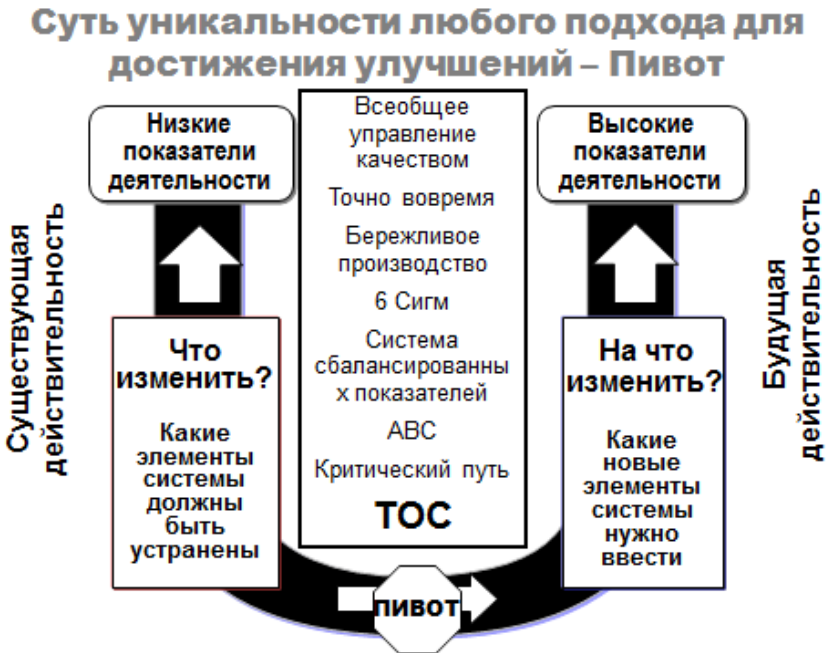 Суть уникальности любого подхода для
достижения улучшений – Пивот
Низкие
показатели
деятельности
Всеобщее
управление
качеством
Точно вовремя
Бережливое
производство
6 Сигм
Система
сбалансированны
х показателей
ABC
Критический путь
ТОС
Высокие
показатели
деятельности
Существующая
действительность
Что
изменить?
Какие
элементы
системы
должны
быть
устранены
На что
изменить?
Какие
новые
элементы
системы
нужно
ввести
Будущая
действительность
пивот